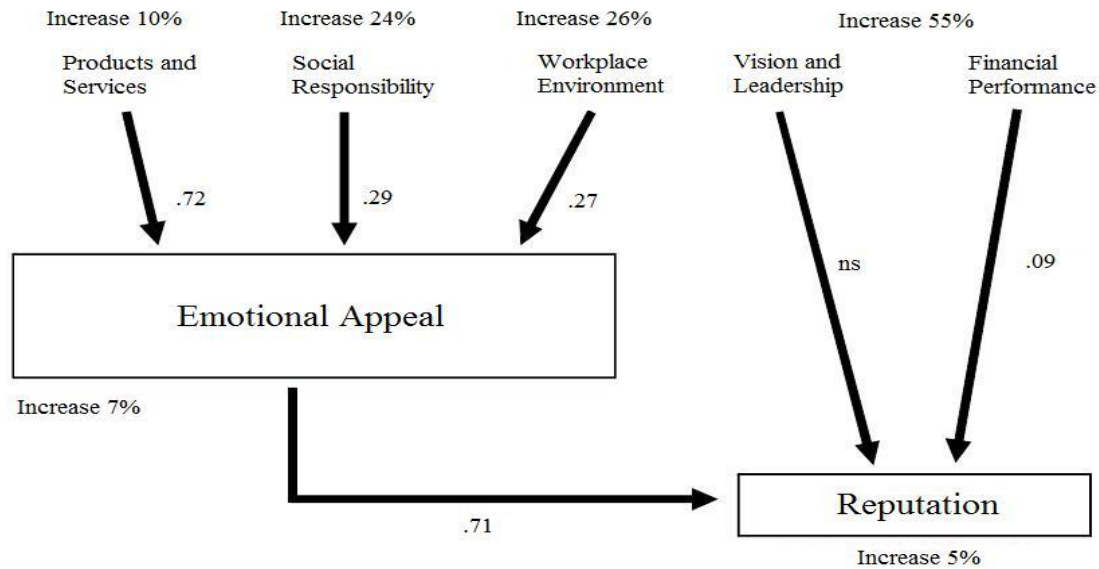 Increase 10%
Increase 24%
Increase 26%
Increase 55%
Products and
Services
Social
Responsibility
Workplace
Environment
Vision and
Leadership
Financial
Performance
.72
.29
.27
ns
.09
Emotional Appeal
Increase 7%
.71
Reputation
Increase 5%